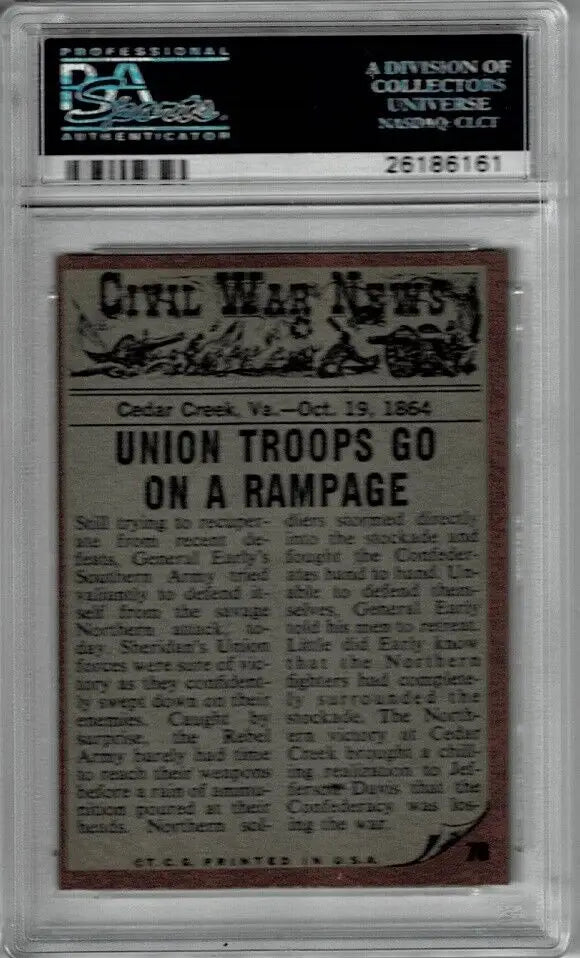 PROFESSIONAL
PSA
Sports
AUTHENTICATOR
A DIVISION OF
COLLECTORS
UNIVERSE
NASDAQ: CLCT
26186161
CIVIL WAR NEWS
Cedar Creek, Va.—Oct. 19, 1864
UNION TROOPS GO
ON A RAMPAGE
Still trying to recuper-
ate from recent de-
feats, General Early's
Southern Army tried
valiantly to defend it-
self from the savage
Northern attack, to-
day. Sheridan's Union
forces were sure of vic-
tory as they confident-
ly swept down on their
enemies. Caught by
surprise, the Rebel
Army barely had time
to reach their weapons
before a rain of ammu-
nition poured at their
heads. Northern sol-
diers stormed directly
into the stockade and
fought the Confeder-
ates hand to hand. Un-
able to defend them-
selves, General Early
told his men to retreat.
Little did Early know
that the Northern
fighters had complete-
ly surrounded the
stockade. The North-
ern victory at Cedar
Creek brought a chill-
ing realization to Jef-
ferson Davis that the
Confederacy was los-
ing the war.
©T.C.G. PRINTED IN U.S.A.